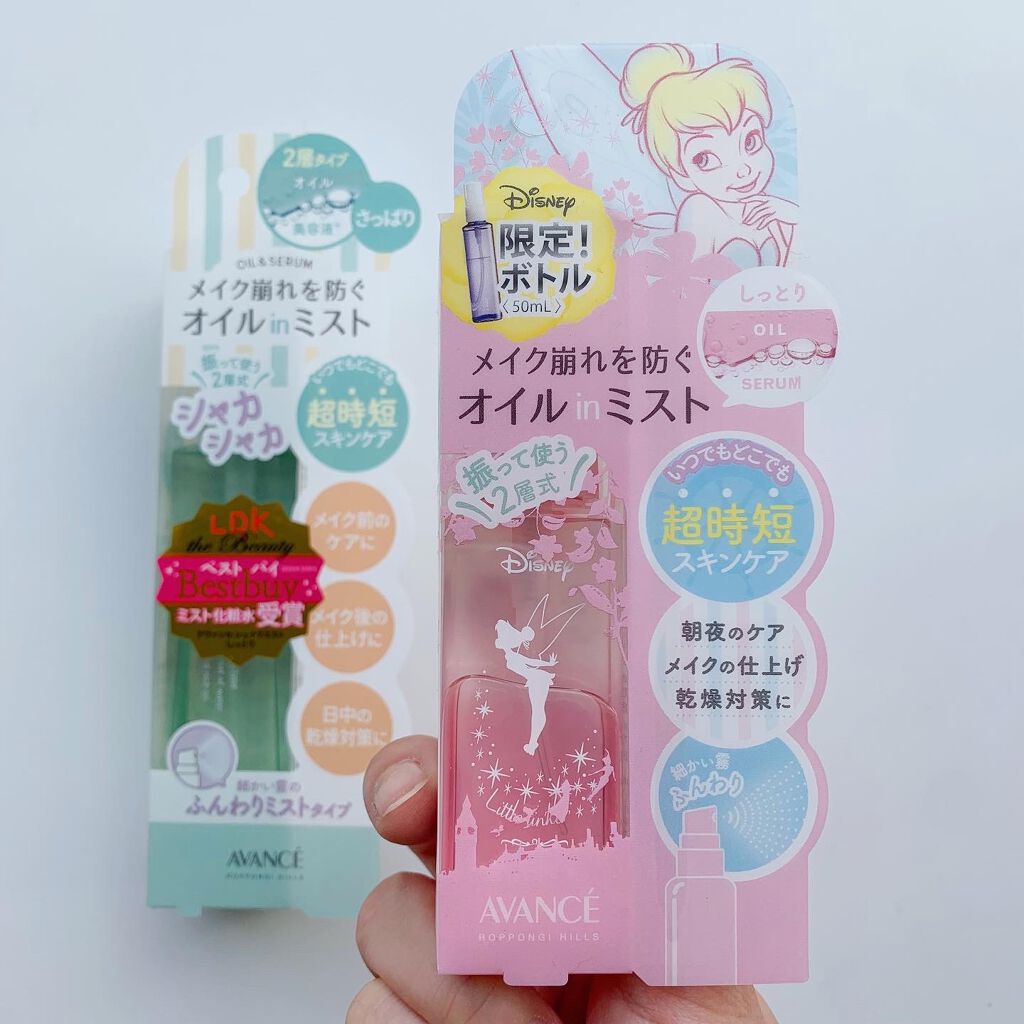 2層タイプ
オイル
美容液
さっぱり
OIL&SERUM
メイク崩れを防ぐ
オイル in ミスト
振って使う
2層式
シャカ
シャカ
いつでもどこでも
超時短
スキンケア
LDK
the Beauty
ベスト バイ
Bestbuy
ミスト化粧水 受賞
メイク前の
ケアに
メイク後の
仕上げに
日中の
乾燥対策に
細かい霧の
ふんわりミストタイプ
AVANCÉ
ROPPONGI HILLS
DISNEY
限定!
ボトル
〈50mL〉
しっとり
OIL
SERUM
メイク崩れを防ぐ
オイル in ミスト
振って使う
2層式
いつでもどこでも
超時短
スキンケア
DISNEY
朝夜のケア
メイクの仕上げ
乾燥対策に
細かい霧
ふんわり
AVANCÉ
ROPPONGI HILLS